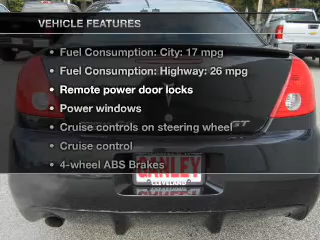 VEHICLE FEATURES
• Fuel Consumption: City: 17 mpg
• Fuel Consumption: Highway: 26 mpg
• Remote power door locks
• Power windows
• Cruise controls on steering wheel
GT
• Cruise control
• 4-wheel ABS Brakes
GANLEY